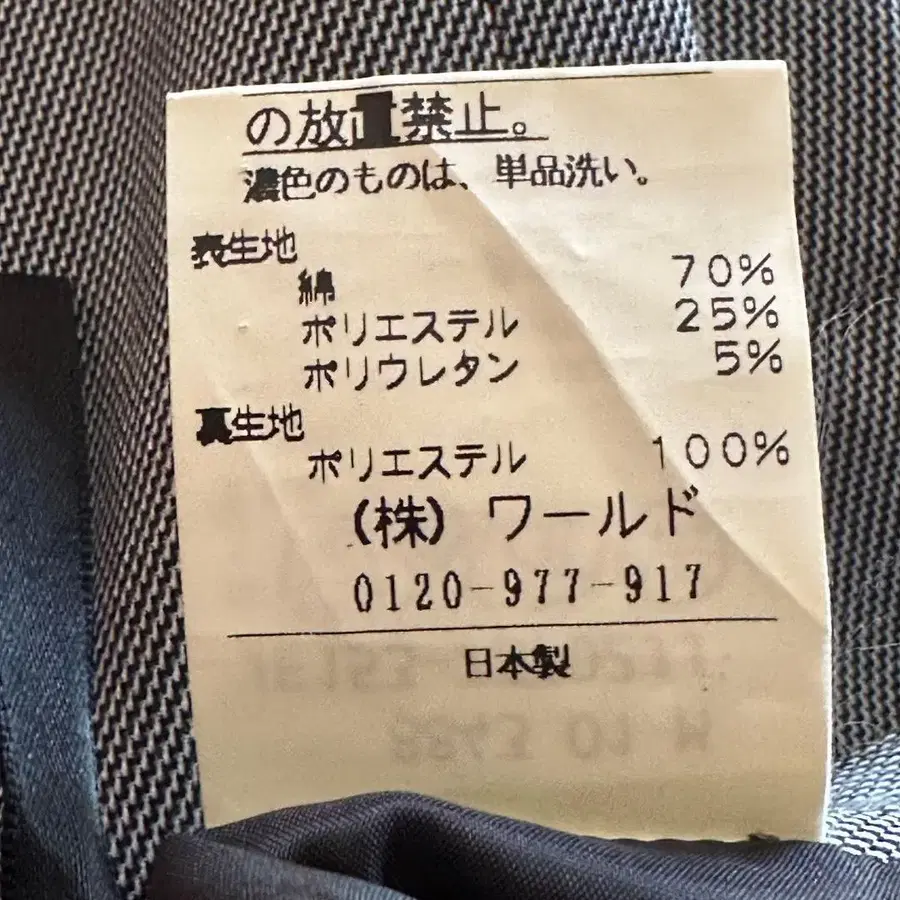 の放置禁止。
濃色のものは、単品洗い。
表生地
綿 70%
ポリエステル 25%
ポリウレタン 5%
裏生地
ポリエステル 100%
(株) ワールド
0120-977-917
日本製